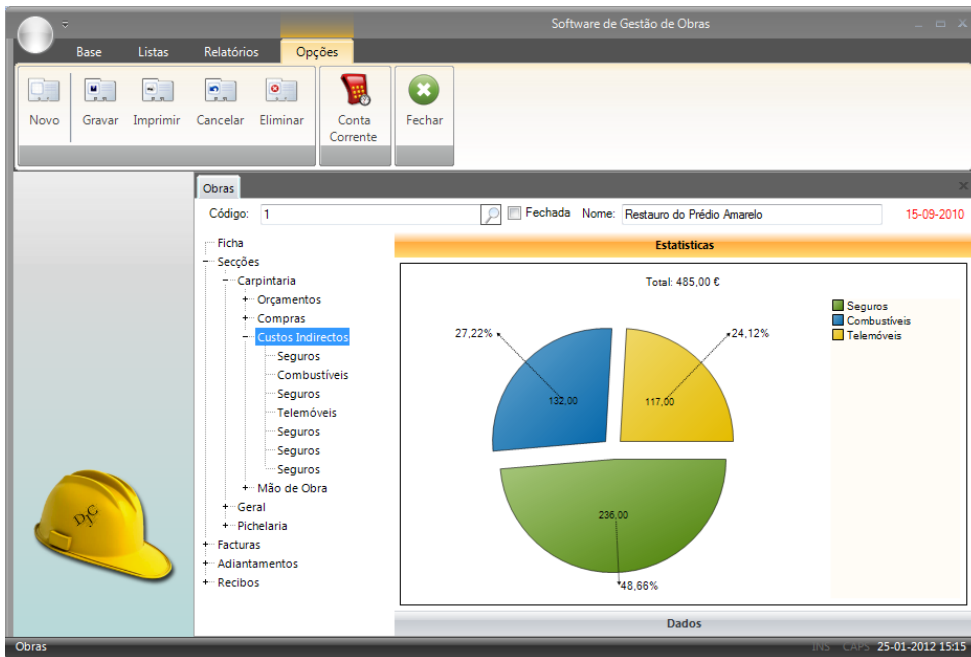 Software de Gestão de Obras
Base Listas Relatórios Opções
Novo Gravar Imprimir Cancelar Eliminar Conta Corrente Fechar
Obras
Código: 1 Fechada Nome: Restauro do Prédio Amarelo 15-09-2010
Ficha
Secções
Carpintaria
Orçamentos
Compras
Custos Indirectos
Seguros
Combustíveis
Seguros
Telemóveis
Seguros
Seguros
Seguros
Mão de Obra
Geral
Pichelaria
Facturas
Adiantamentos
Recibos
Estatisticas
Total: 485,00 €
27,22%
24,12%
132,00
117,00
236,00
48,66%
Seguros
Combustíveis
Telemóveis
Dados
DJC
Obras INS CAPS 25-01-2012 15:15